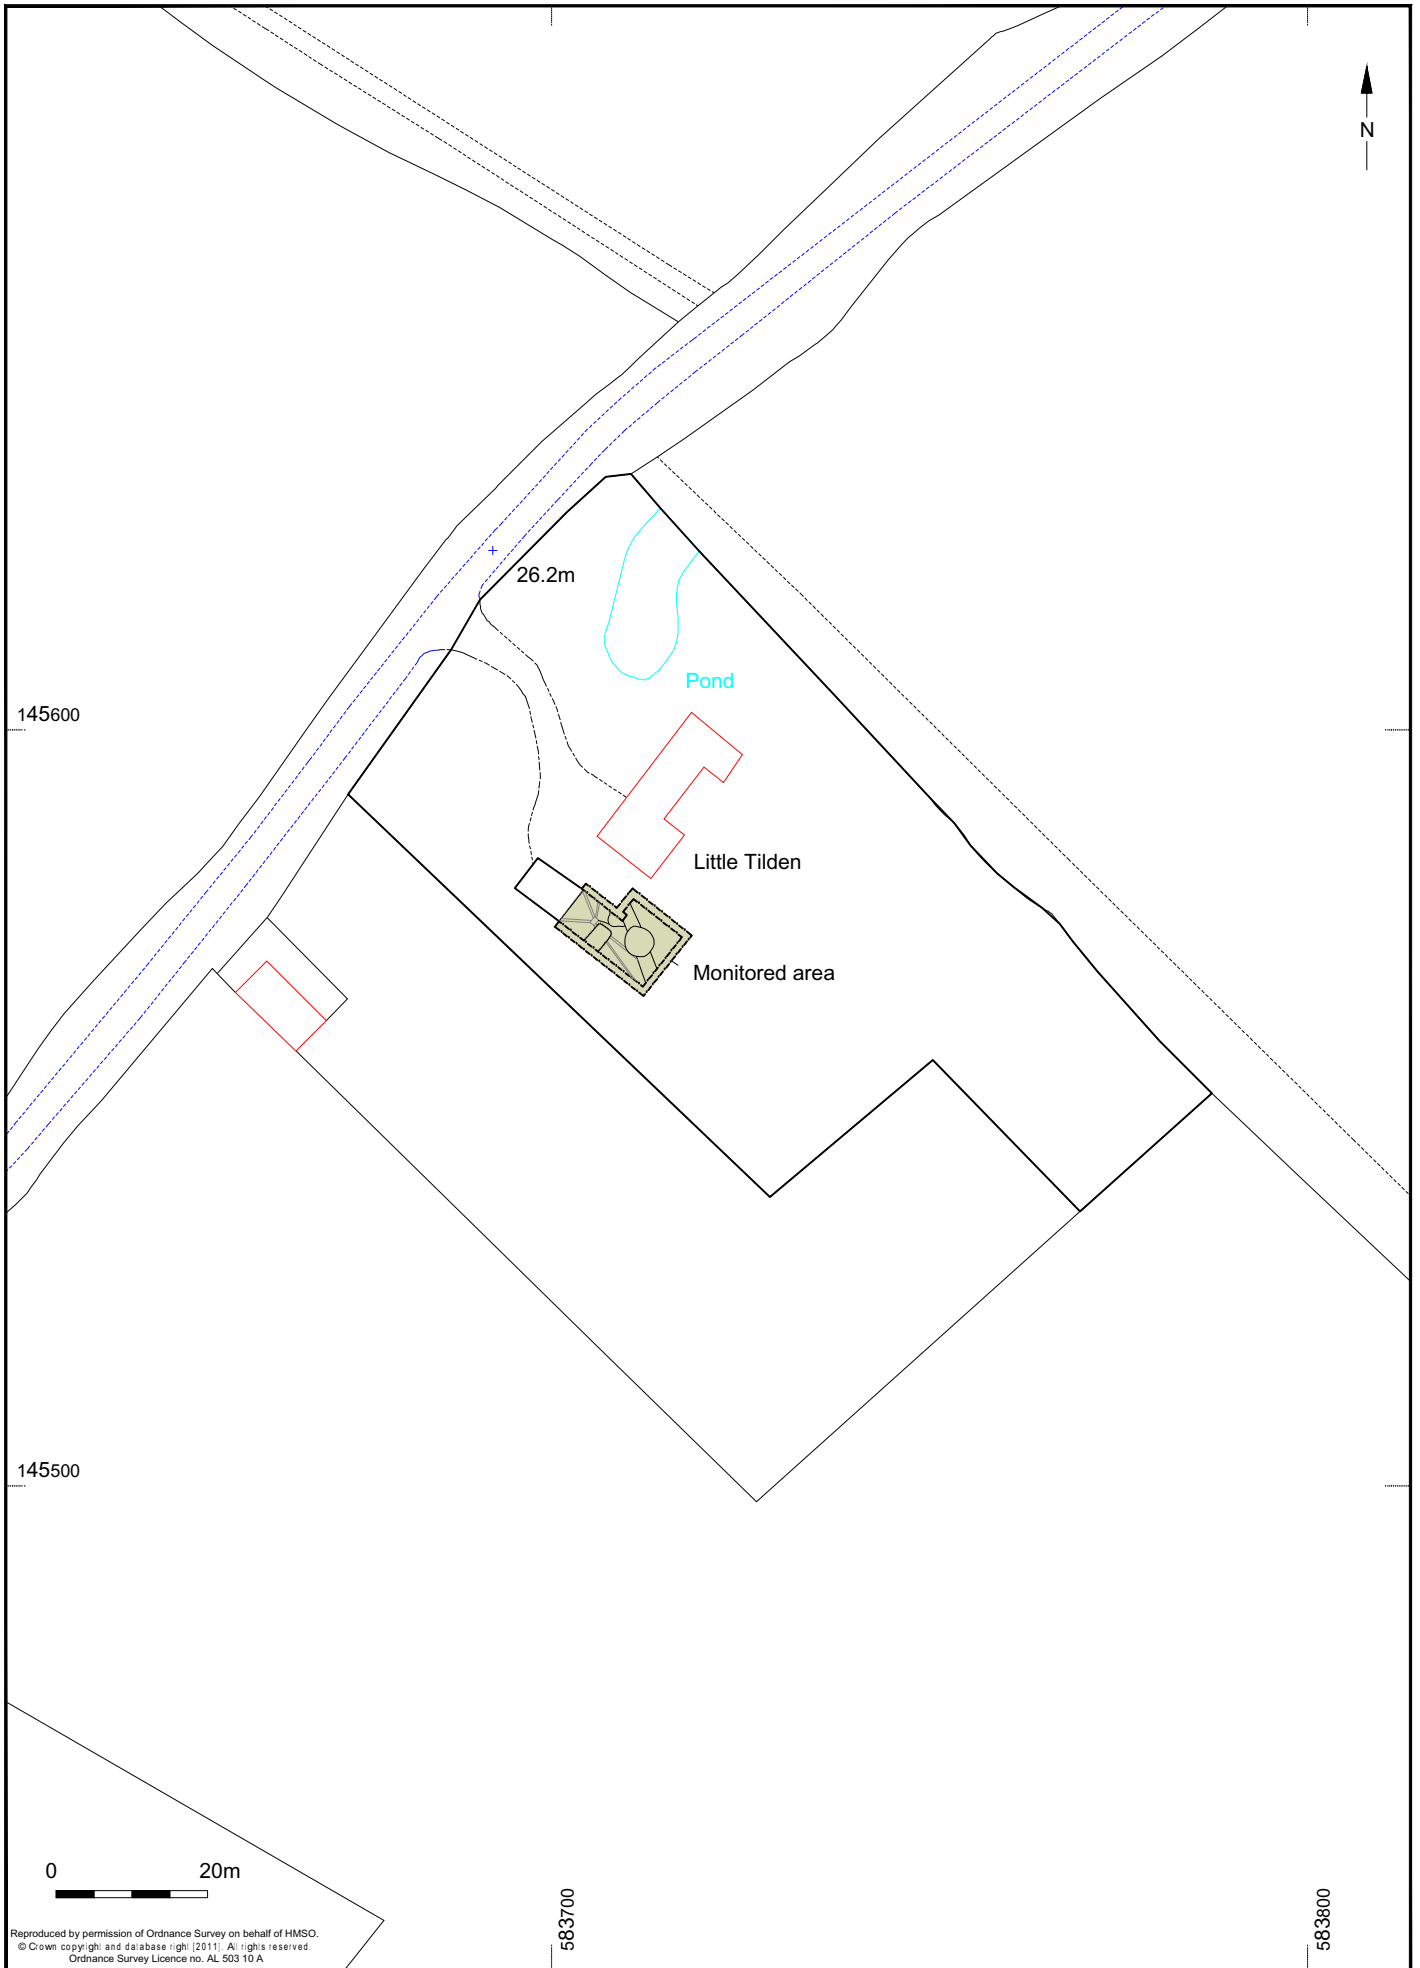 N
26.2m
Pond
145600
Little Tilden
Monitored area
145500
0 20m
583700
583800
Reproduced by permission of Ordnance Survey on behalf of HMSO.
© Crown copyright and database right [2011]. All rights reserved.
Ordnance Survey Licence no. AL 503 10 A